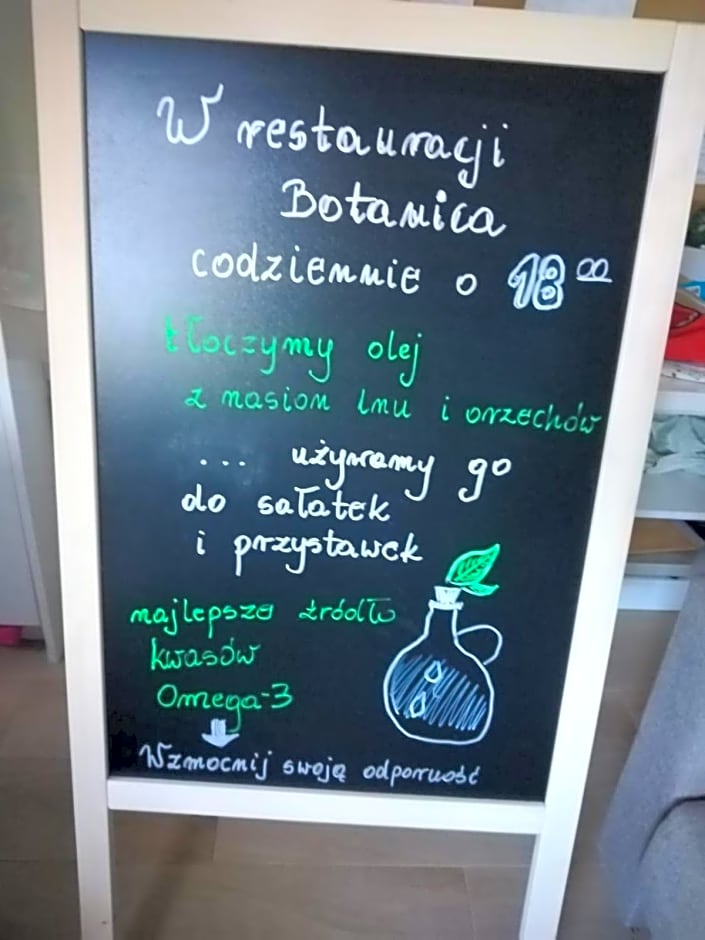 W restauracji
Botanica
codziennie o 18⁰⁰
tłoczymy olej
z nasion lnu i orzechów
... używamy go
do sałatek
i przystawek
najlepsze źródło
kwasów
Omega-3
Wzmocnij swoją odporność